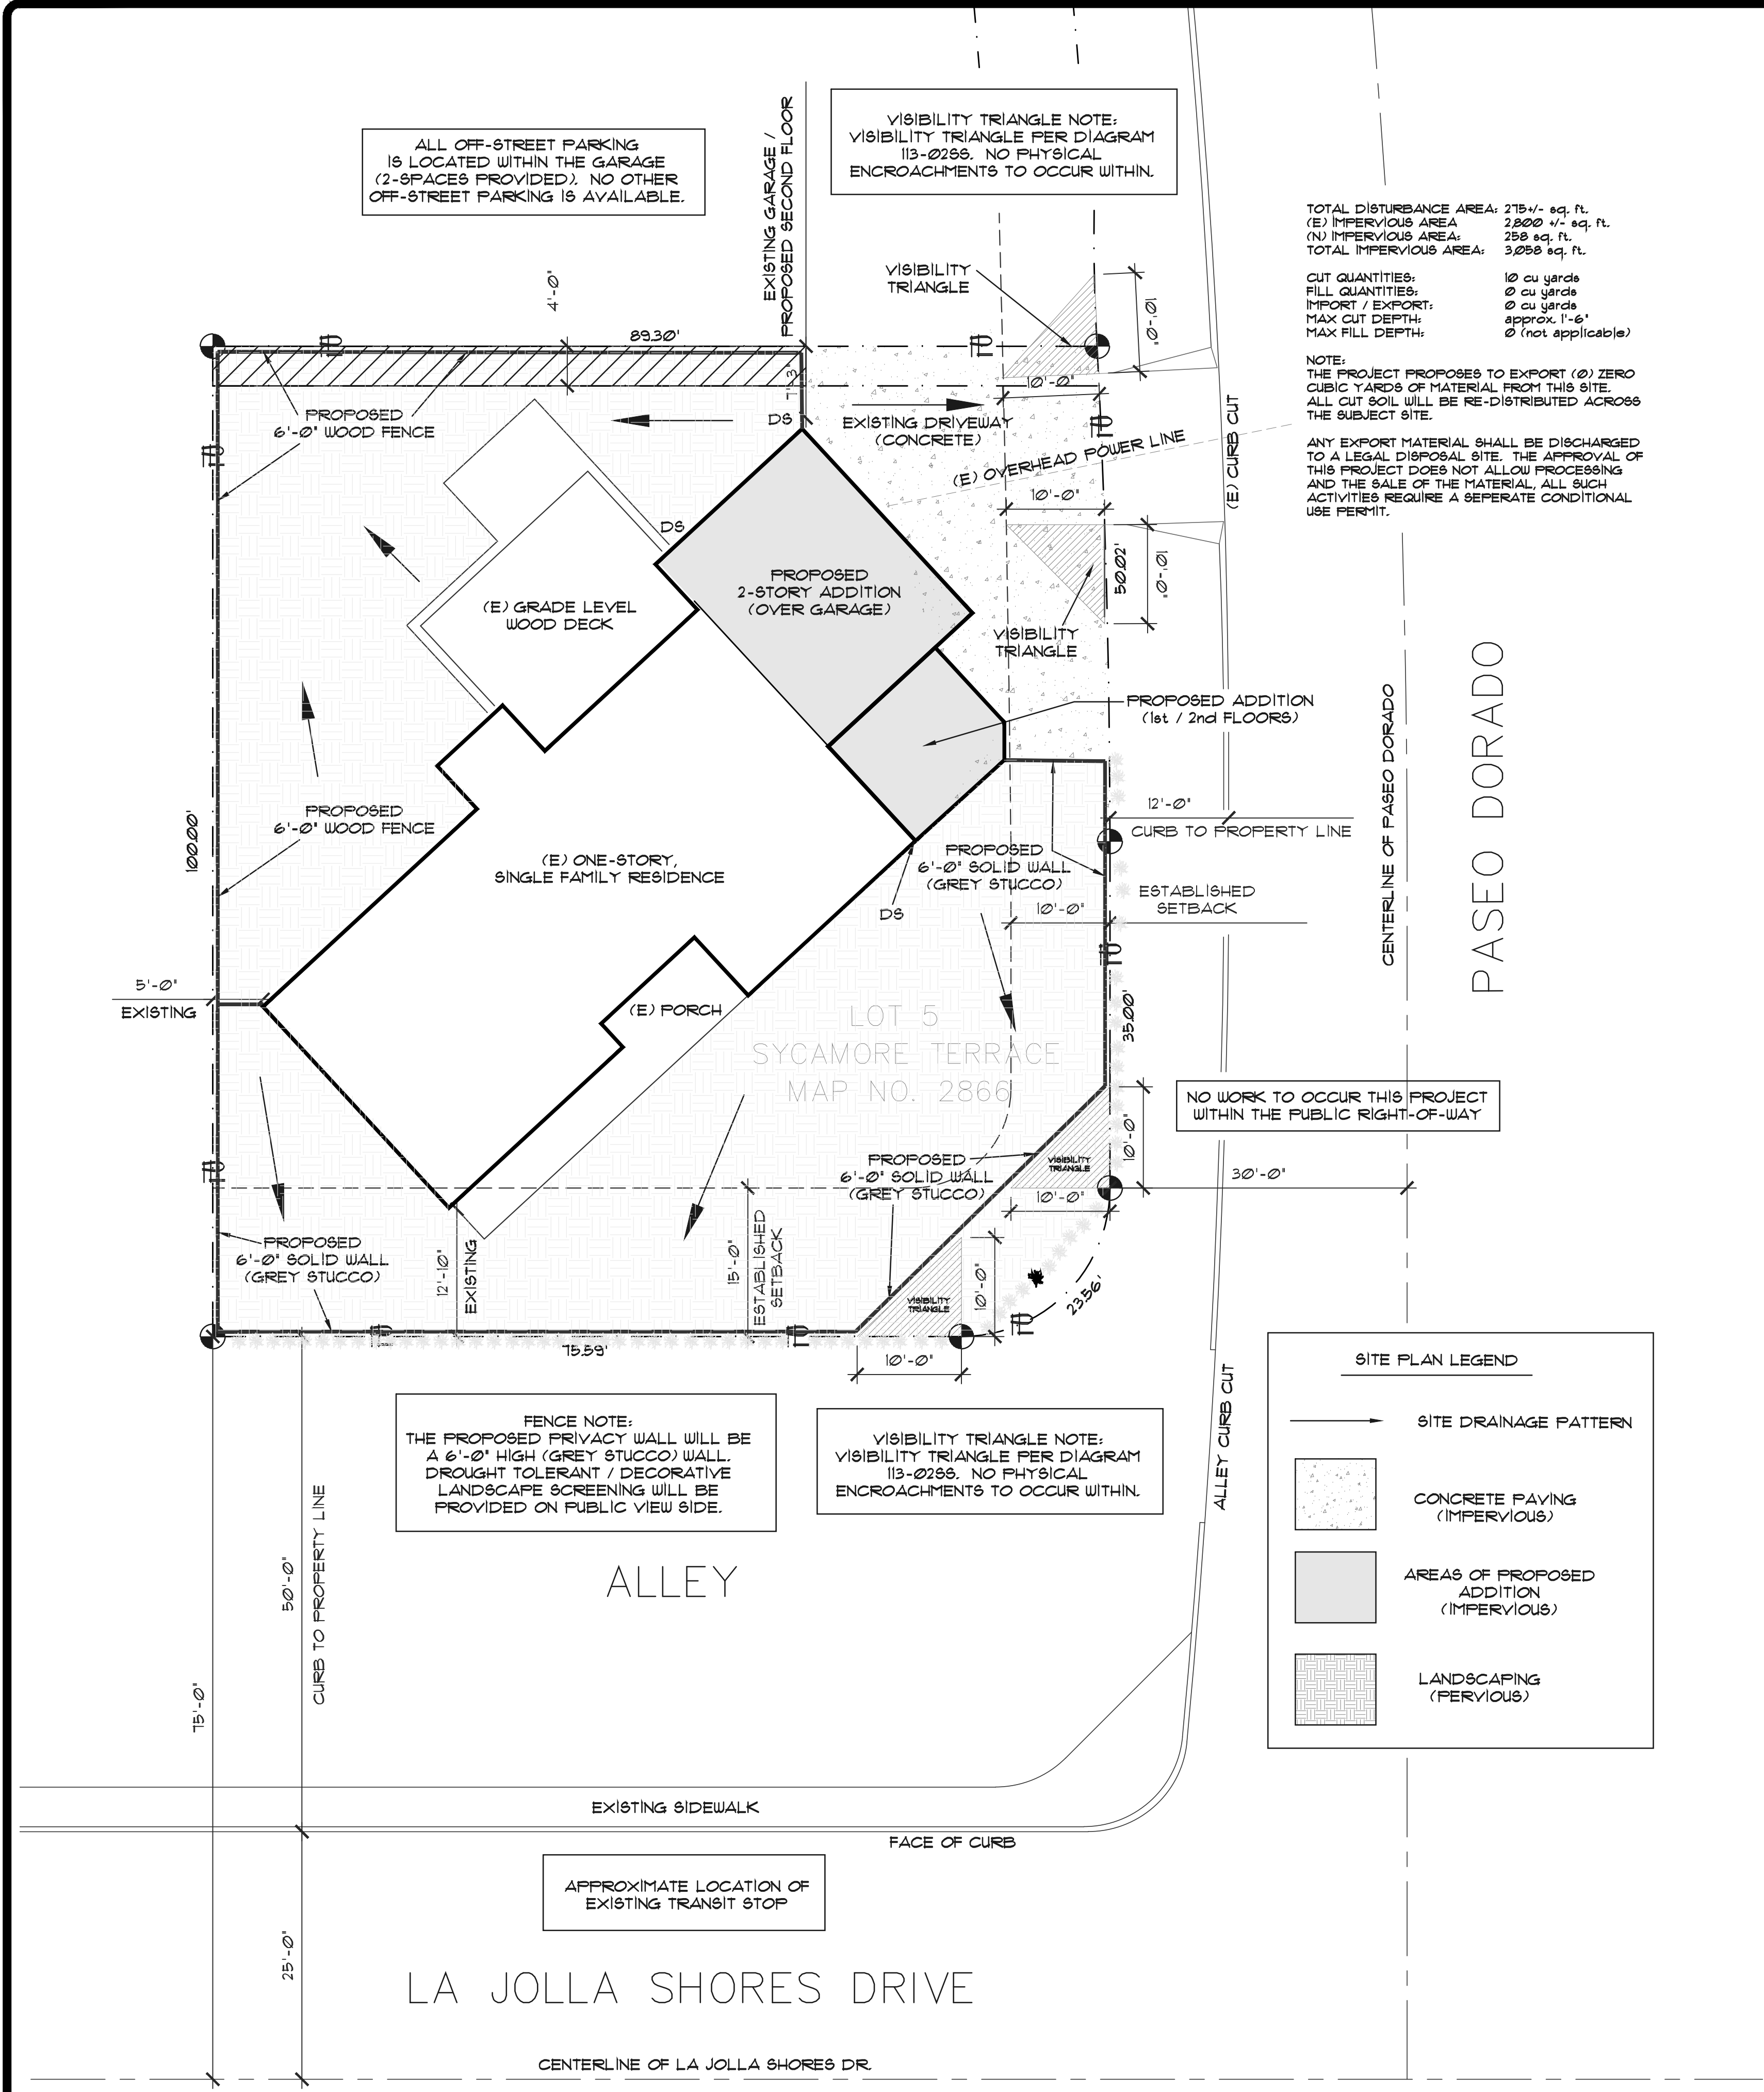 ALL OFF-STREET PARKING
IS LOCATED WITHIN THE GARAGE
(2-SPACES PROVIDED). NO OTHER
OFF-STREET PARKING IS AVAILABLE.
EXISTING GARAGE /
PROPOSED SECOND FLOOR
VISIBILITY TRIANGLE NOTE:
VISIBILITY TRIANGLE PER DIAGRAM
113-02SS. NO PHYSICAL
ENCROACHMENTS TO OCCUR WITHIN.
TOTAL DISTURBANCE AREA: 275+/- sq. ft.
(E) IMPERVIOUS AREA 2,800 +/- sq. ft.
(N) IMPERVIOUS AREA: 258 sq. ft.
TOTAL IMPERVIOUS AREA: 3,058 sq. ft.
CUT QUANTITIES: 10 cu yards
FILL QUANTITIES: 0 cu yards
IMPORT / EXPORT: 0 cu yards
MAX CUT DEPTH: approx. 1'-6"
MAX FILL DEPTH: 0 (not applicable)
NOTE:
THE PROJECT PROPOSES TO EXPORT (0) ZERO
CUBIC YARDS OF MATERIAL FROM THIS SITE.
ALL CUT SOIL WILL BE RE-DISTRIBUTED ACROSS
THE SUBJECT SITE.
ANY EXPORT MATERIAL SHALL BE DISCHARGED
TO A LEGAL DISPOSAL SITE. THE APPROVAL OF
THIS PROJECT DOES NOT ALLOW PROCESSING
AND THE SALE OF THE MATERIAL, ALL SUCH
ACTIVITIES REQUIRE A SEPERATE CONDITIONAL
USE PERMIT.
VISIBILITY
TRIANGLE
4'-0"
89.30'
10'-0"
10'-0"
7'-3"
PROPOSED
6'-0" WOOD FENCE
DS
EXISTING DRIVEWAY
(CONCRETE)
(E) OVERHEAD POWER LINE
(E) CURB CUT
10'-0"
50.02'
10'-0"
DS
PROPOSED
2-STORY ADDITION
(OVER GARAGE)
(E) GRADE LEVEL
WOOD DECK
VISIBILITY
TRIANGLE
PROPOSED ADDITION
(1st / 2nd FLOORS)
CENTERLINE OF PASEO DORADO
PASEO DORADO
100.00'
PROPOSED
6'-0" WOOD FENCE
12'-0"
CURB TO PROPERTY LINE
(E) ONE-STORY,
SINGLE FAMILY RESIDENCE
PROPOSED
6'-0" SOLID WALL
(GREY STUCCO)
DS
10'-0"
ESTABLISHED
SETBACK
5'-0"
EXISTING
(E) PORCH
LOT 5
SYCAMORE TERRACE
MAP NO. 2866
35.00'
NO WORK TO OCCUR THIS PROJECT
WITHIN THE PUBLIC RIGHT-OF-WAY
10'-0"
VISIBILITY
TRIANGLE
PROPOSED
6'-0" SOLID WALL
(GREY STUCCO)
10'-0"
30'-0"
PROPOSED
6'-0" SOLID WALL
(GREY STUCCO)
12'-10"
EXISTING
15'-0"
ESTABLISHED
SETBACK
VISIBILITY
TRIANGLE
10'-0"
23.56'
75.59'
10'-0"
FENCE NOTE:
THE PROPOSED PRIVACY WALL WILL BE
A 6'-0" HIGH (GREY STUCCO) WALL.
DROUGHT TOLERANT / DECORATIVE
LANDSCAPE SCREENING WILL BE
PROVIDED ON PUBLIC VIEW SIDE.
VISIBILITY TRIANGLE NOTE:
VISIBILITY TRIANGLE PER DIAGRAM
113-02SS. NO PHYSICAL
ENCROACHMENTS TO OCCUR WITHIN.
ALLEY CURB CUT
SITE PLAN LEGEND
SITE DRAINAGE PATTERN
CONCRETE PAVING
(IMPERVIOUS)
AREAS OF PROPOSED
ADDITION
(IMPERVIOUS)
LANDSCAPING
(PERVIOUS)
ALLEY
75'-0"
50'-0"
CURB TO PROPERTY LINE
EXISTING SIDEWALK
FACE OF CURB
APPROXIMATE LOCATION OF
EXISTING TRANSIT STOP
25'-0"
LA JOLLA SHORES DRIVE
CENTERLINE OF LA JOLLA SHORES DR.